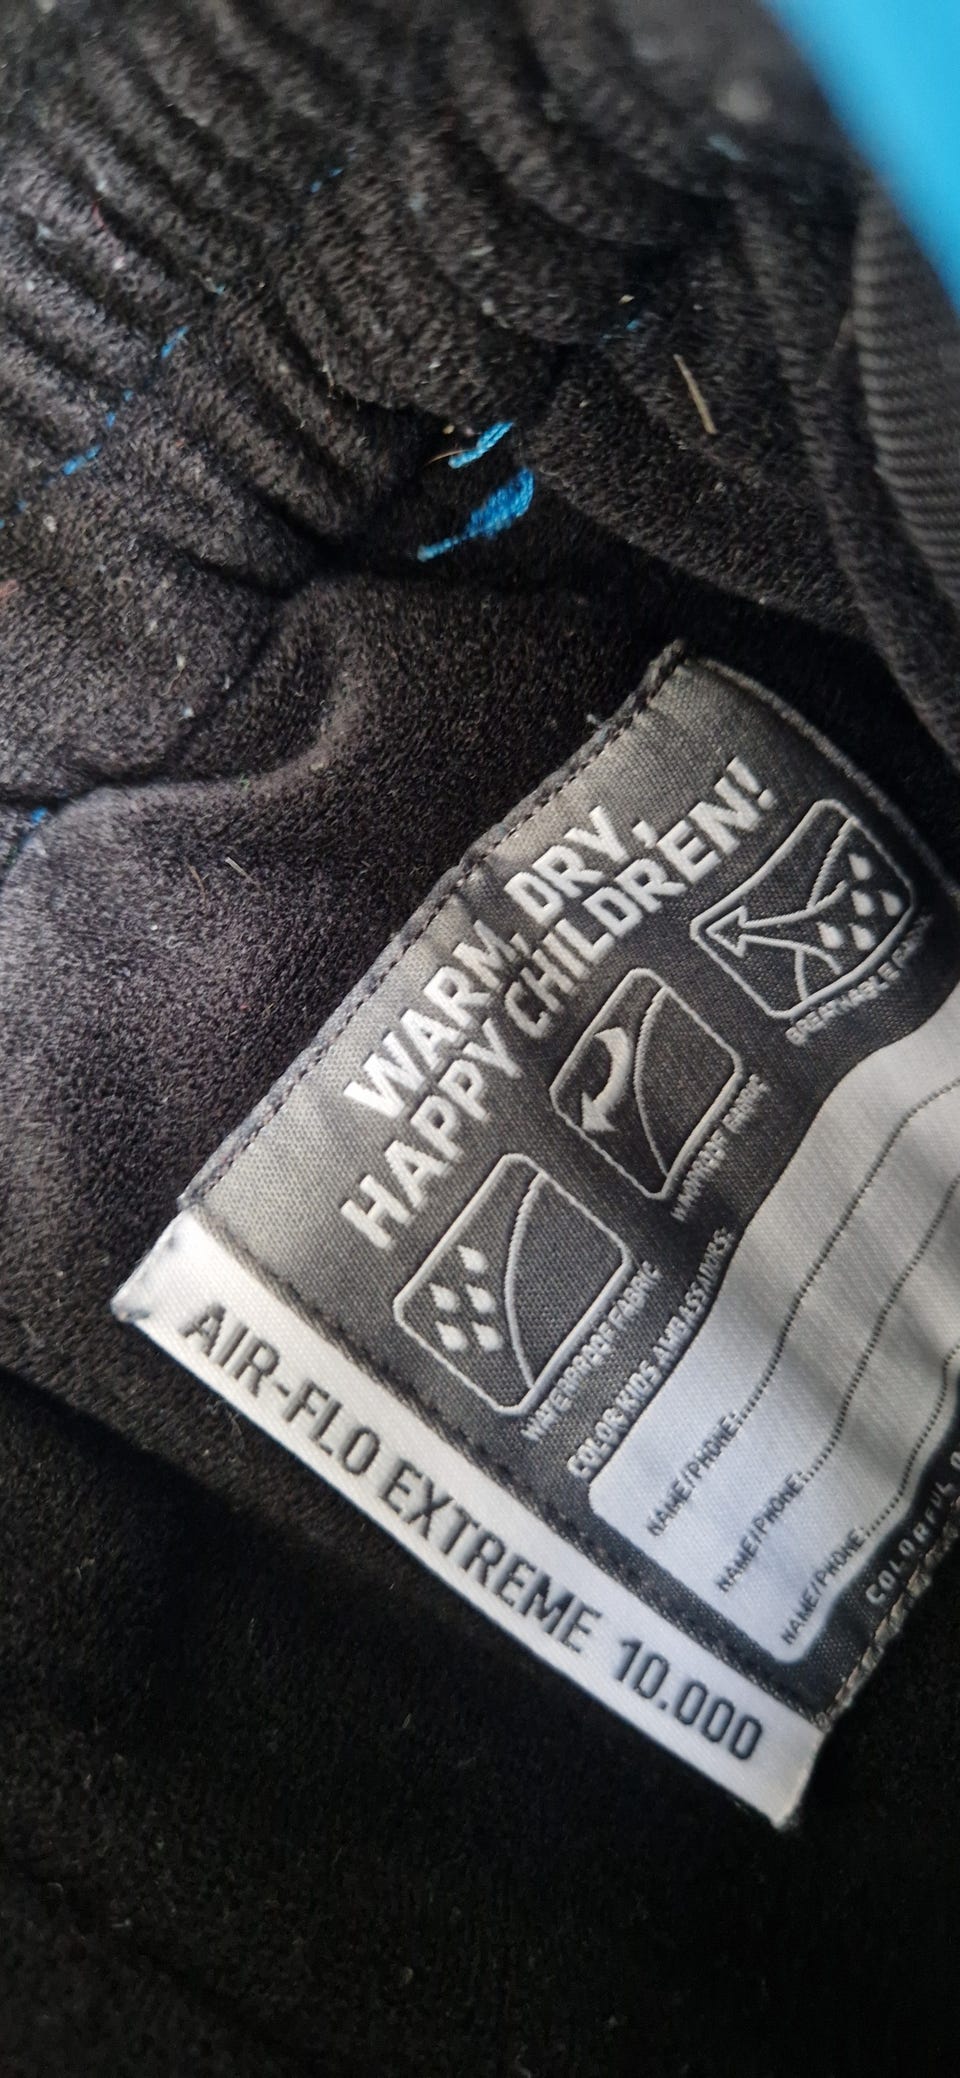 WARM, DRY,
HAPPY CHILDREN!
WATERPROOF FABRIC
WINDPROOF FABRIC
BREATHABLE FABRIC
COLOR KIDS AMBASSADORS:
NAME/PHONE:
NAME/PHONE:
NAME/PHONE:
COLORFUL
AIR-FLO EXTREME 10.000